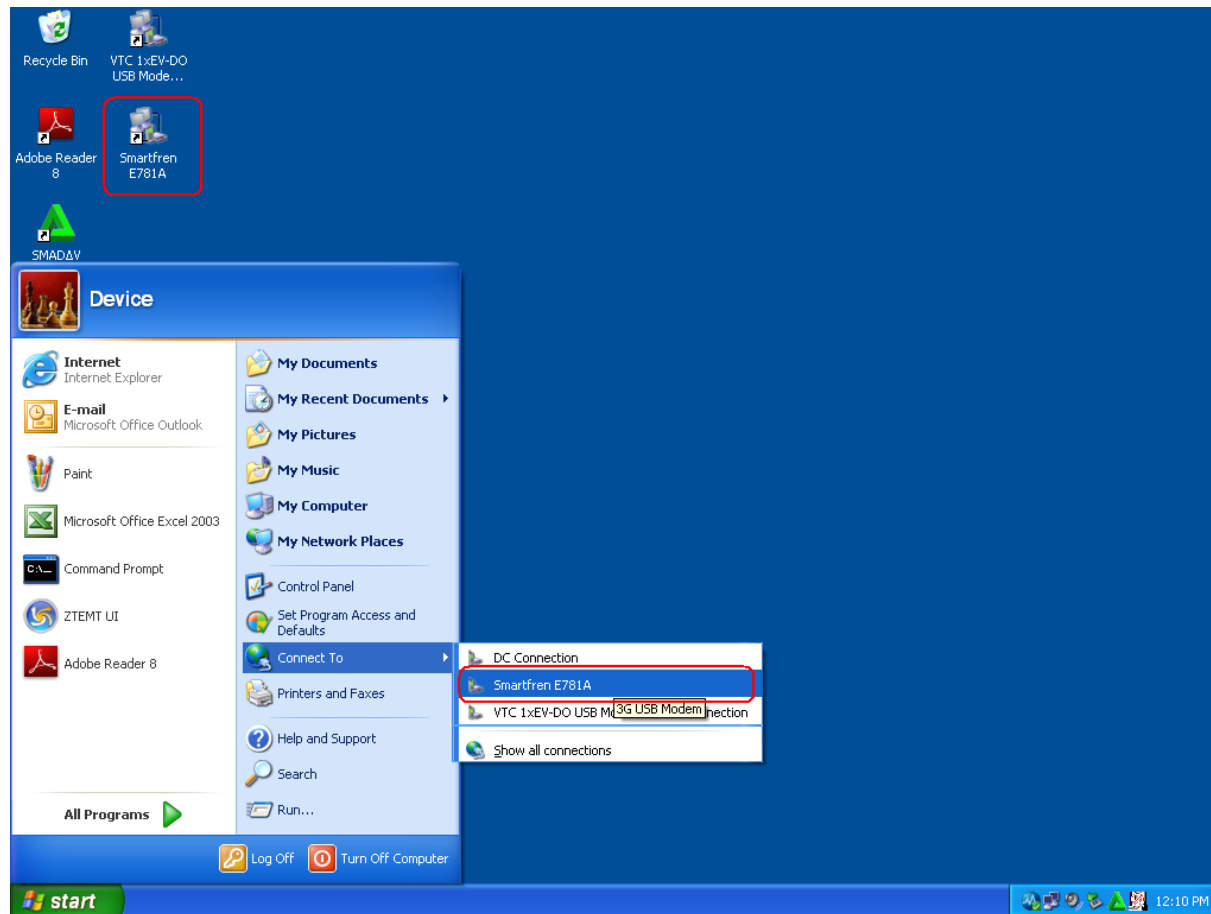 Recycle Bin
VTC 1xEV-DO
USB Mode...
Adobe Reader
8
Smartfren
E781A
SMADΔV
Device
Internet
Internet Explorer
E-mail
Microsoft Office Outlook
Paint
Microsoft Office Excel 2003
C:\_
Command Prompt
ZTEMT UI
Adobe Reader 8
All Programs
My Documents
My Recent Documents
My Pictures
My Music
My Computer
My Network Places
Control Panel
Set Program Access and
Defaults
Connect To
Printers and Faxes
Help and Support
Search
Run...
DC Connection
Smartfren E781A
3G USB Modem
VTC 1xEV-DO USB Mo nection
Show all connections
Log Off
Turn Off Computer
start
12:10 PM